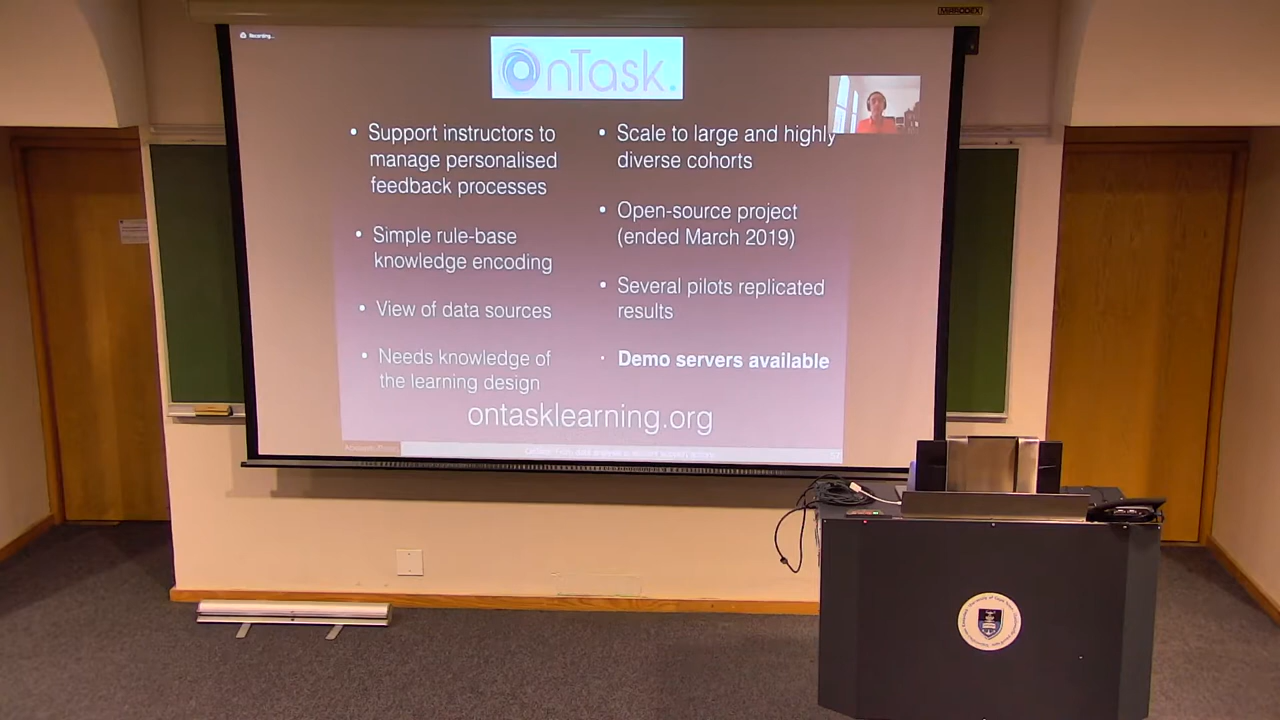 Recording...
OnTask.
• Support instructors to
manage personalised
feedback processes
• Simple rule-base
knowledge encoding
• View of data sources
• Needs knowledge of
the learning design
• Scale to large and highly
diverse cohorts
• Open-source project
(ended March 2019)
• Several pilots replicated
results
• Demo servers available
ontasklearning.org